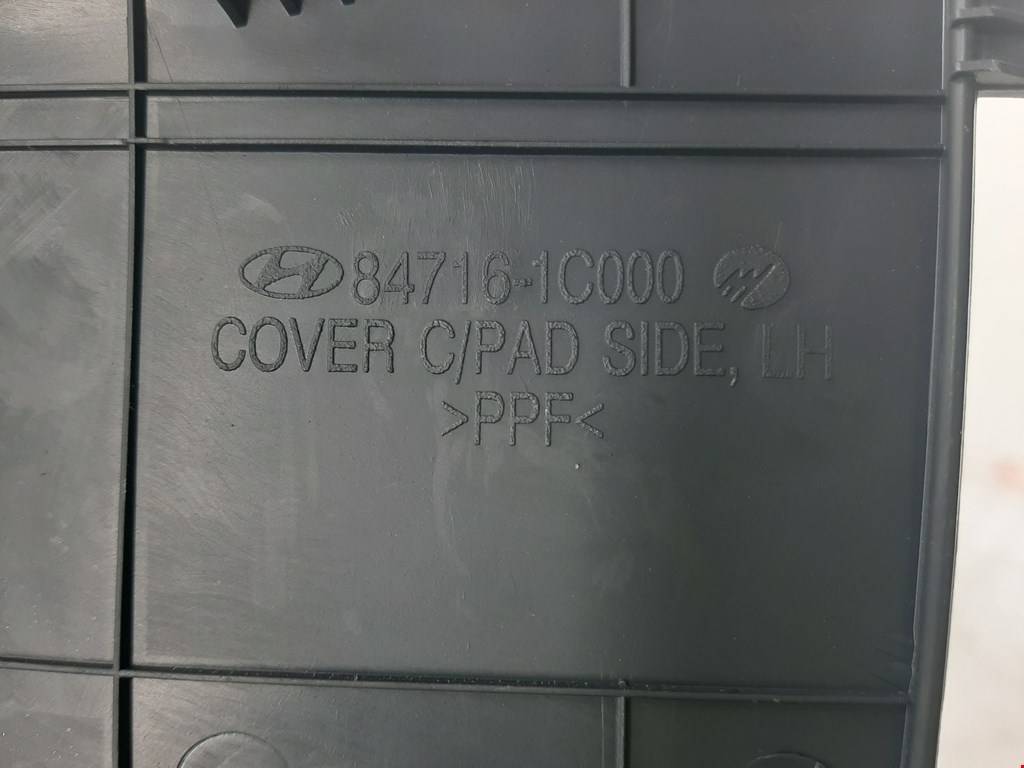 84716-1C000
COVER C/PAD SIDE, LH
>PPF<